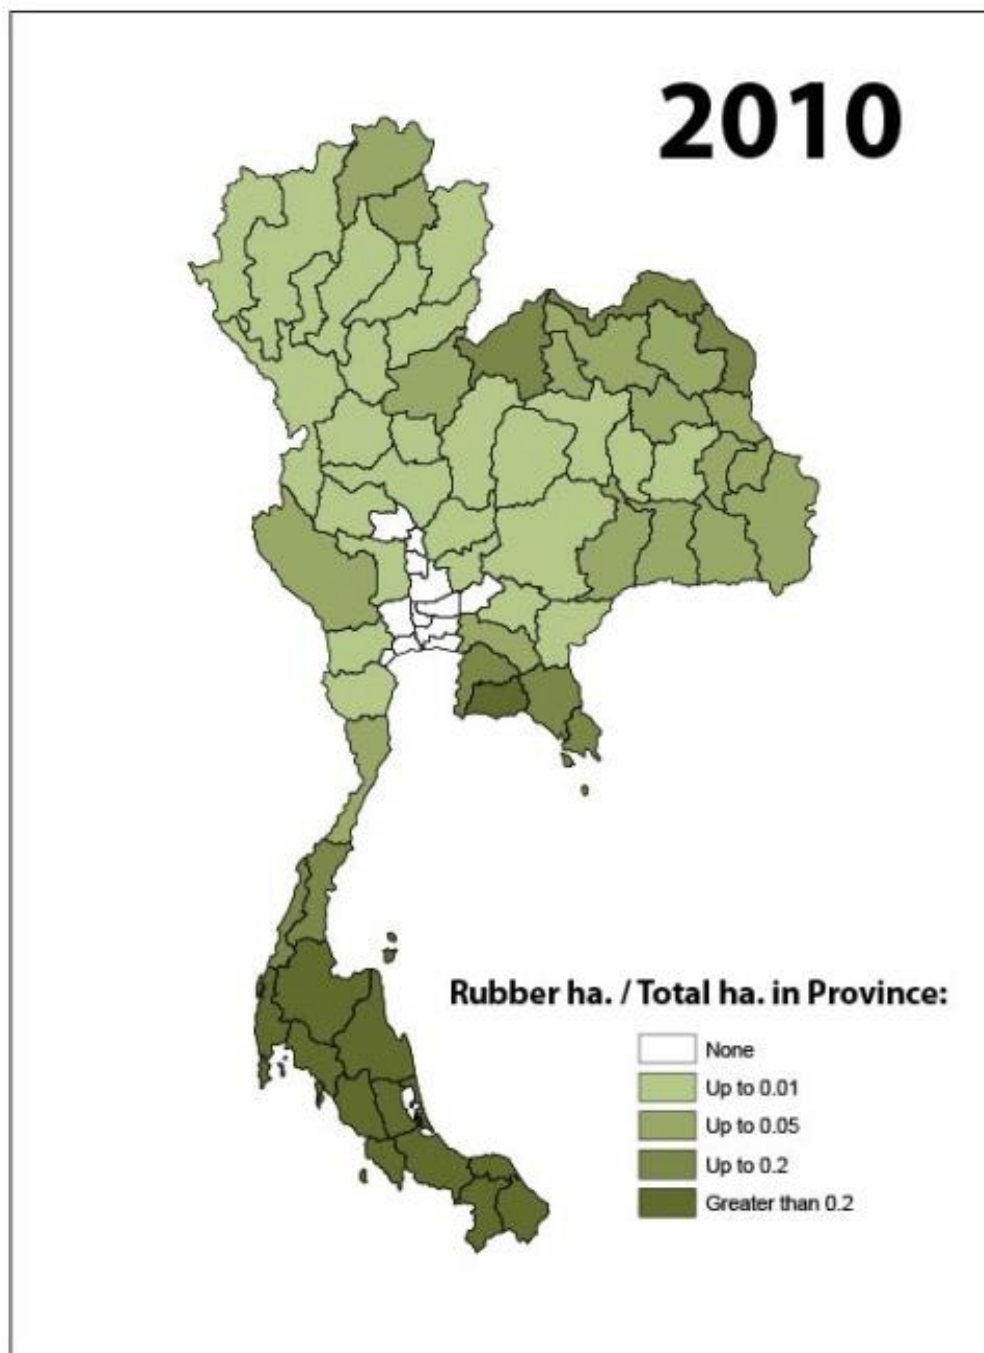 2010
Rubber ha. / Total ha. in Province:
None
Up to 0.01
Up to 0.05
Up to 0.2
Greater than 0.2